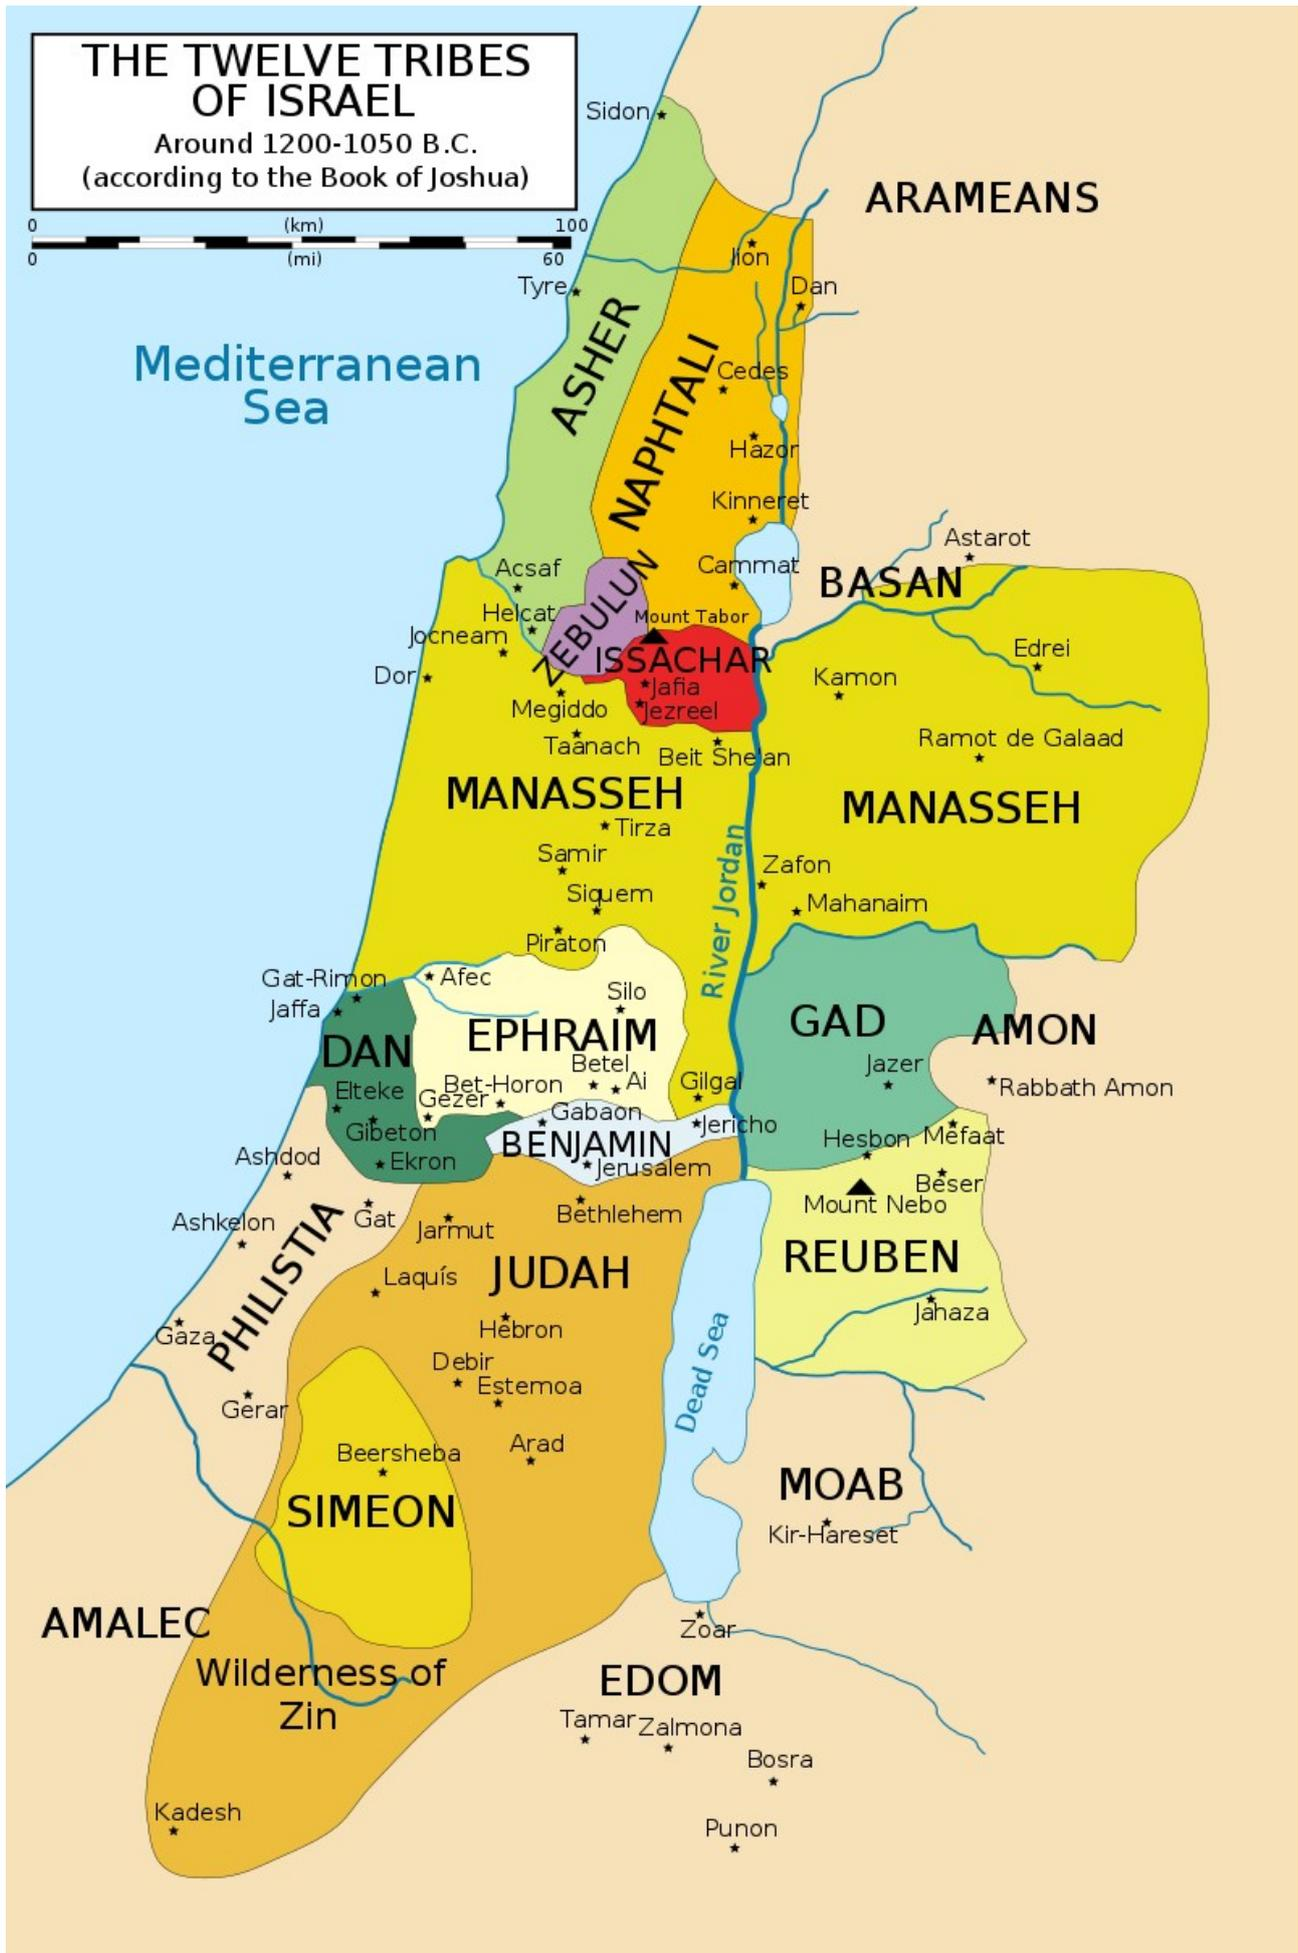 THE TWELVE TRIBES
OF ISRAEL
Around 1200-1050 B.C.
(according to the Book of Joshua)
0 (km) 100
0 (mi) 60
Sidon
ARAMEANS
Ijon
Tyre
Dan
ASHER
Mediterranean
Sea
NAPHTALI
Cedes
Hazor
Kinneret
Astarot
Acsaf
Cammat
BASAN
ZEBULUN
Helcat
Mount Tabor
Jocneam
ISSACHAR
Edrei
Dor
Jafia
Kamon
Megiddo
Jezreel
Taanach
Beit She'an
Ramot de Galaad
MANASSEH
MANASSEH
Tirza
Samir
River Jordan
Zafon
Siquem
Mahanaim
Piraton
Gat-Rimon
Afec
Jaffa
Silo
DAN
EPHRAIM
GAD
AMON
Betel
Jazer
Elteke
Bet-Horon
Ai
Gilgal
Rabbath Amon
Gezer
Gabaon
Jericho
Gibeton
BENJAMIN
Hesbon
Mefaat
Ashdod
Ekron
Jerusalem
Beser
Mount Nebo
Ashkelon
Gat
Jarmut
Bethlehem
PHILISTIA
REUBEN
Laquís
JUDAH
Jahaza
Gaza
Hebron
Dead Sea
Debir
Estemoa
Gerar
Beersheba
Arad
SIMEON
MOAB
Kir-Hareset
AMALEC
Zoar
Wilderness of
Zin
EDOM
Tamar
Zalmona
Bosra
Kadesh
Punon